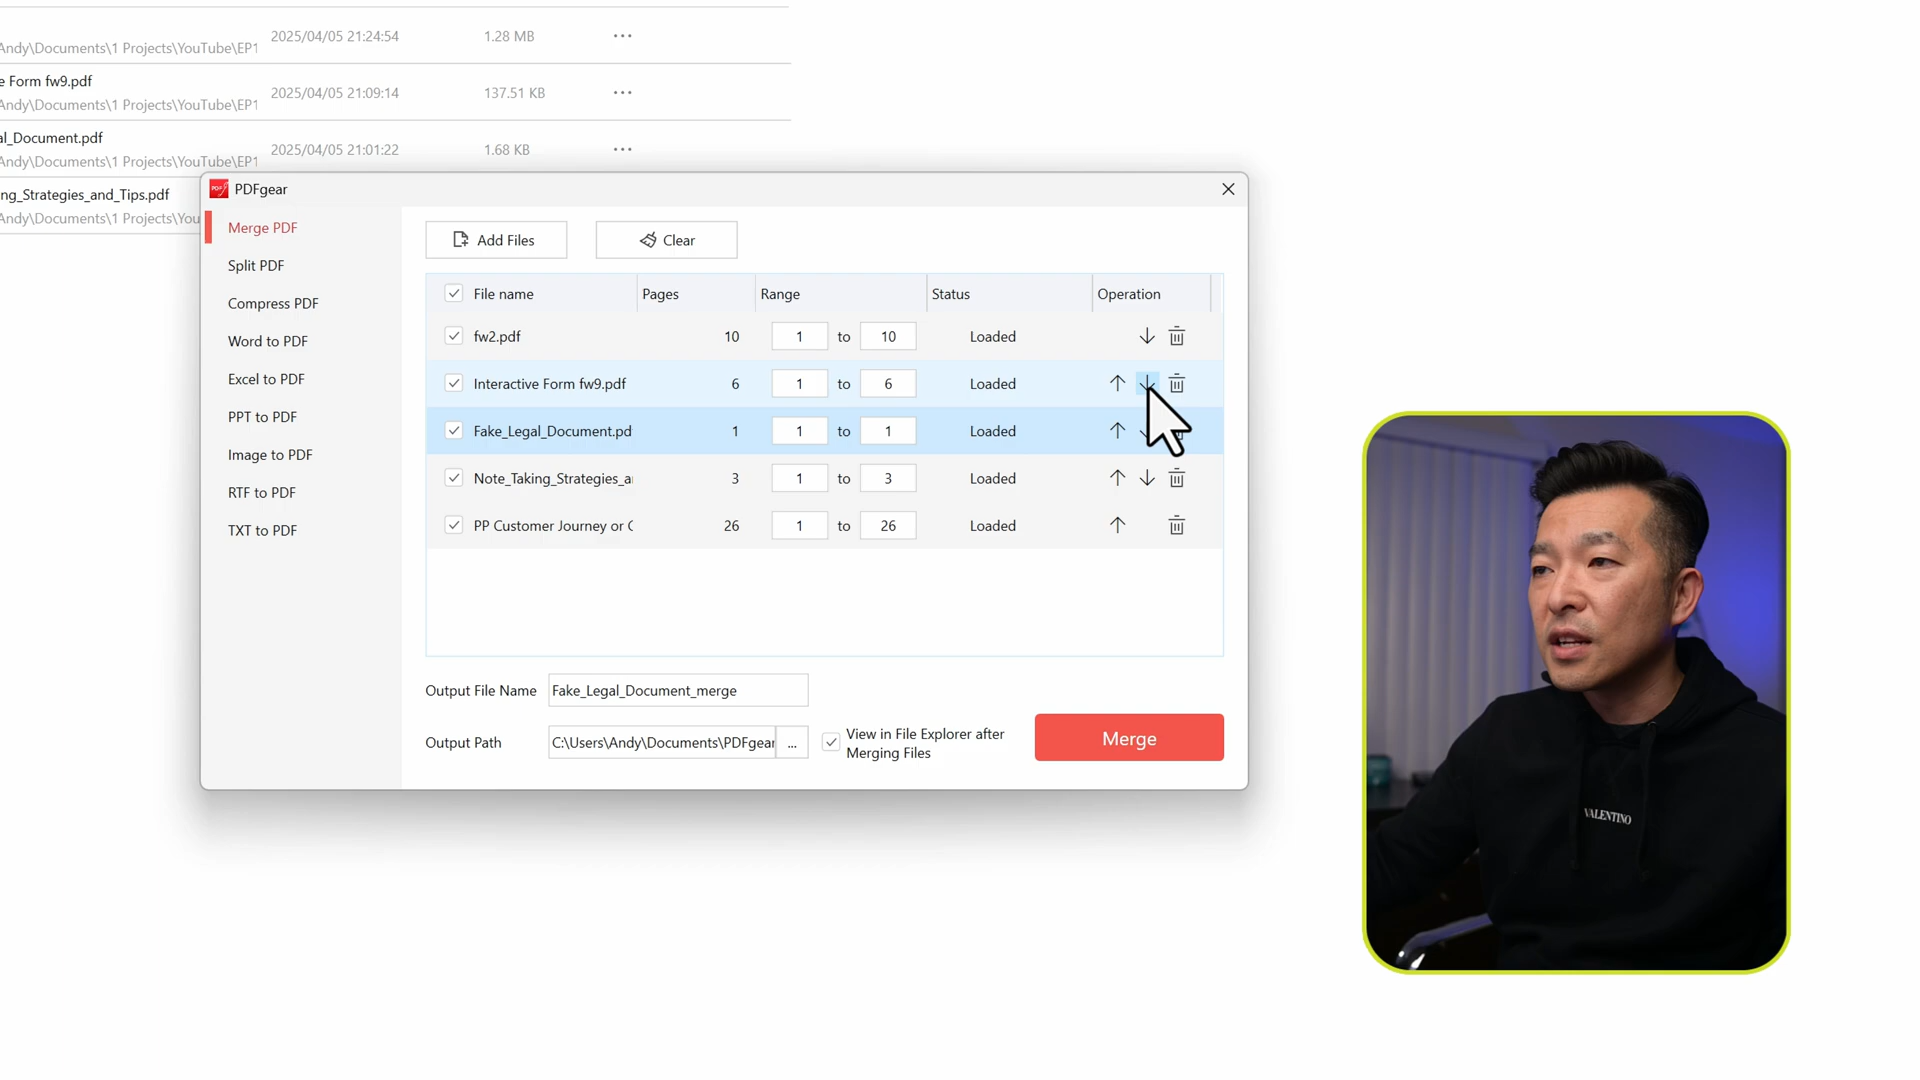 Andy\Documents\1 Projects\YouTube\EP1 2025/04/05 21:24:54 1.28 MB ...
e Form fw9.pdf
Andy\Documents\1 Projects\YouTube\EP1 2025/04/05 21:09:14 137.51 KB ...
al_Document.pdf
Andy\Documents\1 Projects\YouTube\EP1 2025/04/05 21:01:22 1.68 KB ...
ng_Strategies_and_Tips.pdf
Andy\Documents\1 Projects\You
PDFgear
Merge PDF
Split PDF
Compress PDF
Word to PDF
Excel to PDF
PPT to PDF
Image to PDF
RTF to PDF
TXT to PDF
Add Files Clear
File name Pages Range Status Operation
fw2.pdf 10 1 to 10 Loaded
Interactive Form fw9.pdf 6 1 to 6 Loaded
Fake_Legal_Document.pd 1 1 to 1 Loaded
Note_Taking_Strategies_a 3 1 to 3 Loaded
PP Customer Journey or 26 1 to 26 Loaded
Output File Name Fake_Legal_Document_merge
Output Path C:\Users\Andy\Documents\PDFgear ...
View in File Explorer after
Merging Files
Merge
VALENTINO